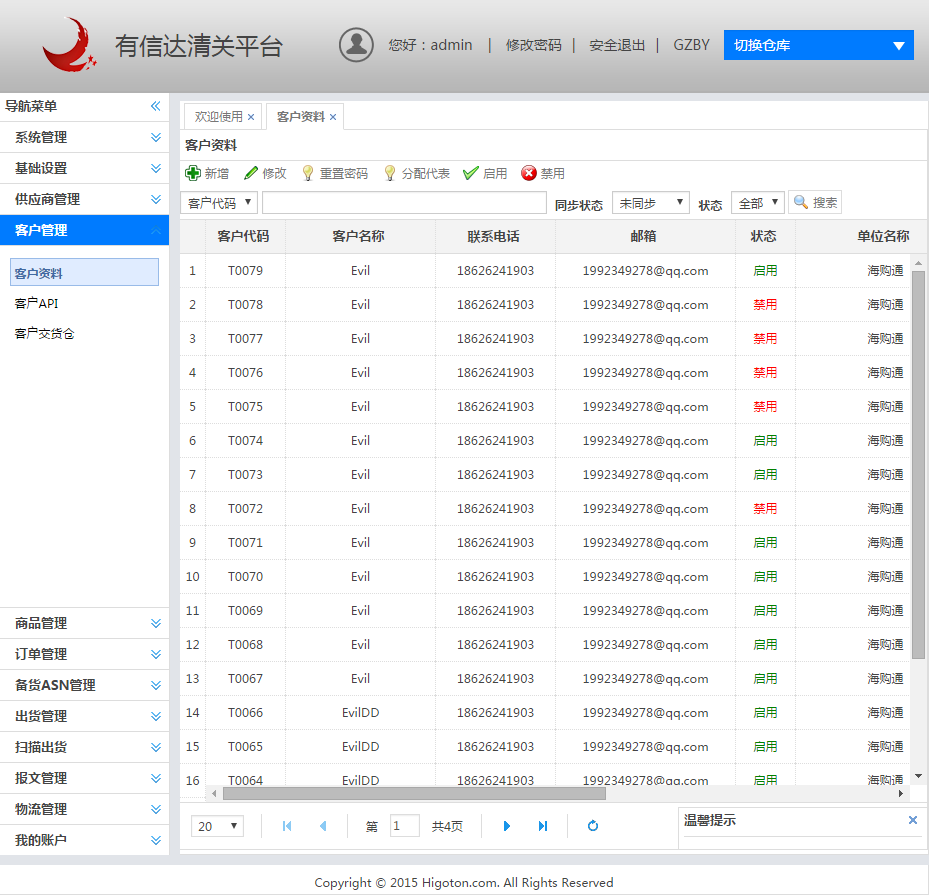 有信达清关平台
您好：admin | 修改密码 | 安全退出 | GZBY 切换仓库
导航菜单
系统管理
基础设置
供应商管理
客户管理
客户资料
客户API
客户交货仓
商品管理
订单管理
备货ASN管理
出货管理
扫描出货
报文管理
物流管理
我的账户
欢迎使用 × 客户资料 ×
客户资料
新增 修改 重置密码 分配代表 启用 禁用
客户代码 同步状态 未同步 状态 全部 搜索
客户代码 客户名称 联系电话 邮箱 状态 单位名称
1 T0079 Evil 18626241903 1992349278@qq.com 启用 海购通
2 T0078 Evil 18626241903 1992349278@qq.com 禁用 海购通
3 T0077 Evil 18626241903 1992349278@qq.com 禁用 海购通
4 T0076 Evil 18626241903 1992349278@qq.com 禁用 海购通
5 T0075 Evil 18626241903 1992349278@qq.com 禁用 海购通
6 T0074 Evil 18626241903 1992349278@qq.com 启用 海购通
7 T0073 Evil 18626241903 1992349278@qq.com 启用 海购通
8 T0072 Evil 18626241903 1992349278@qq.com 禁用 海购通
9 T0071 Evil 18626241903 1992349278@qq.com 启用 海购通
10 T0070 Evil 18626241903 1992349278@qq.com 启用 海购通
11 T0069 Evil 18626241903 1992349278@qq.com 启用 海购通
12 T0068 Evil 18626241903 1992349278@qq.com 启用 海购通
13 T0067 Evil 18626241903 1992349278@qq.com 启用 海购通
14 T0066 EvilDD 18626241903 1992349278@qq.com 启用 海购通
15 T0065 EvilDD 18626241903 1992349278@qq.com 启用 海购通
16 T0064 EvilDD 18626241903 1992349278@qq.com 启用 海购通
20 第 1 共4页
温馨提示 ×
Copyright © 2015 Higoton.com. All Rights Reserved